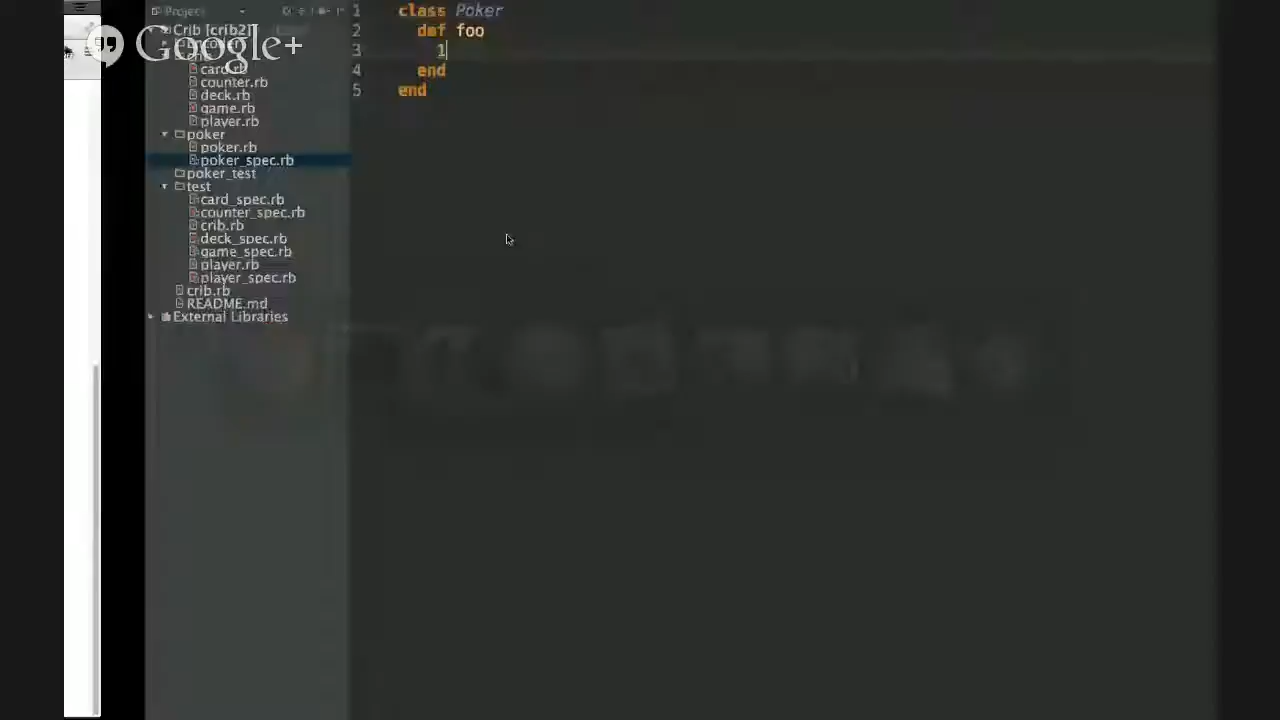 Project
Google+
Crib [crib2]
card.rb
counter.rb
deck.rb
game.rb
player.rb
poker
poker.rb
poker_spec.rb
poker_test
test
card_spec.rb
counter_spec.rb
crib.rb
deck_spec.rb
game_spec.rb
player.rb
player_spec.rb
crib.rb
README.md
External Libraries
1 class Poker
2 def foo
3 1
4 end
5 end